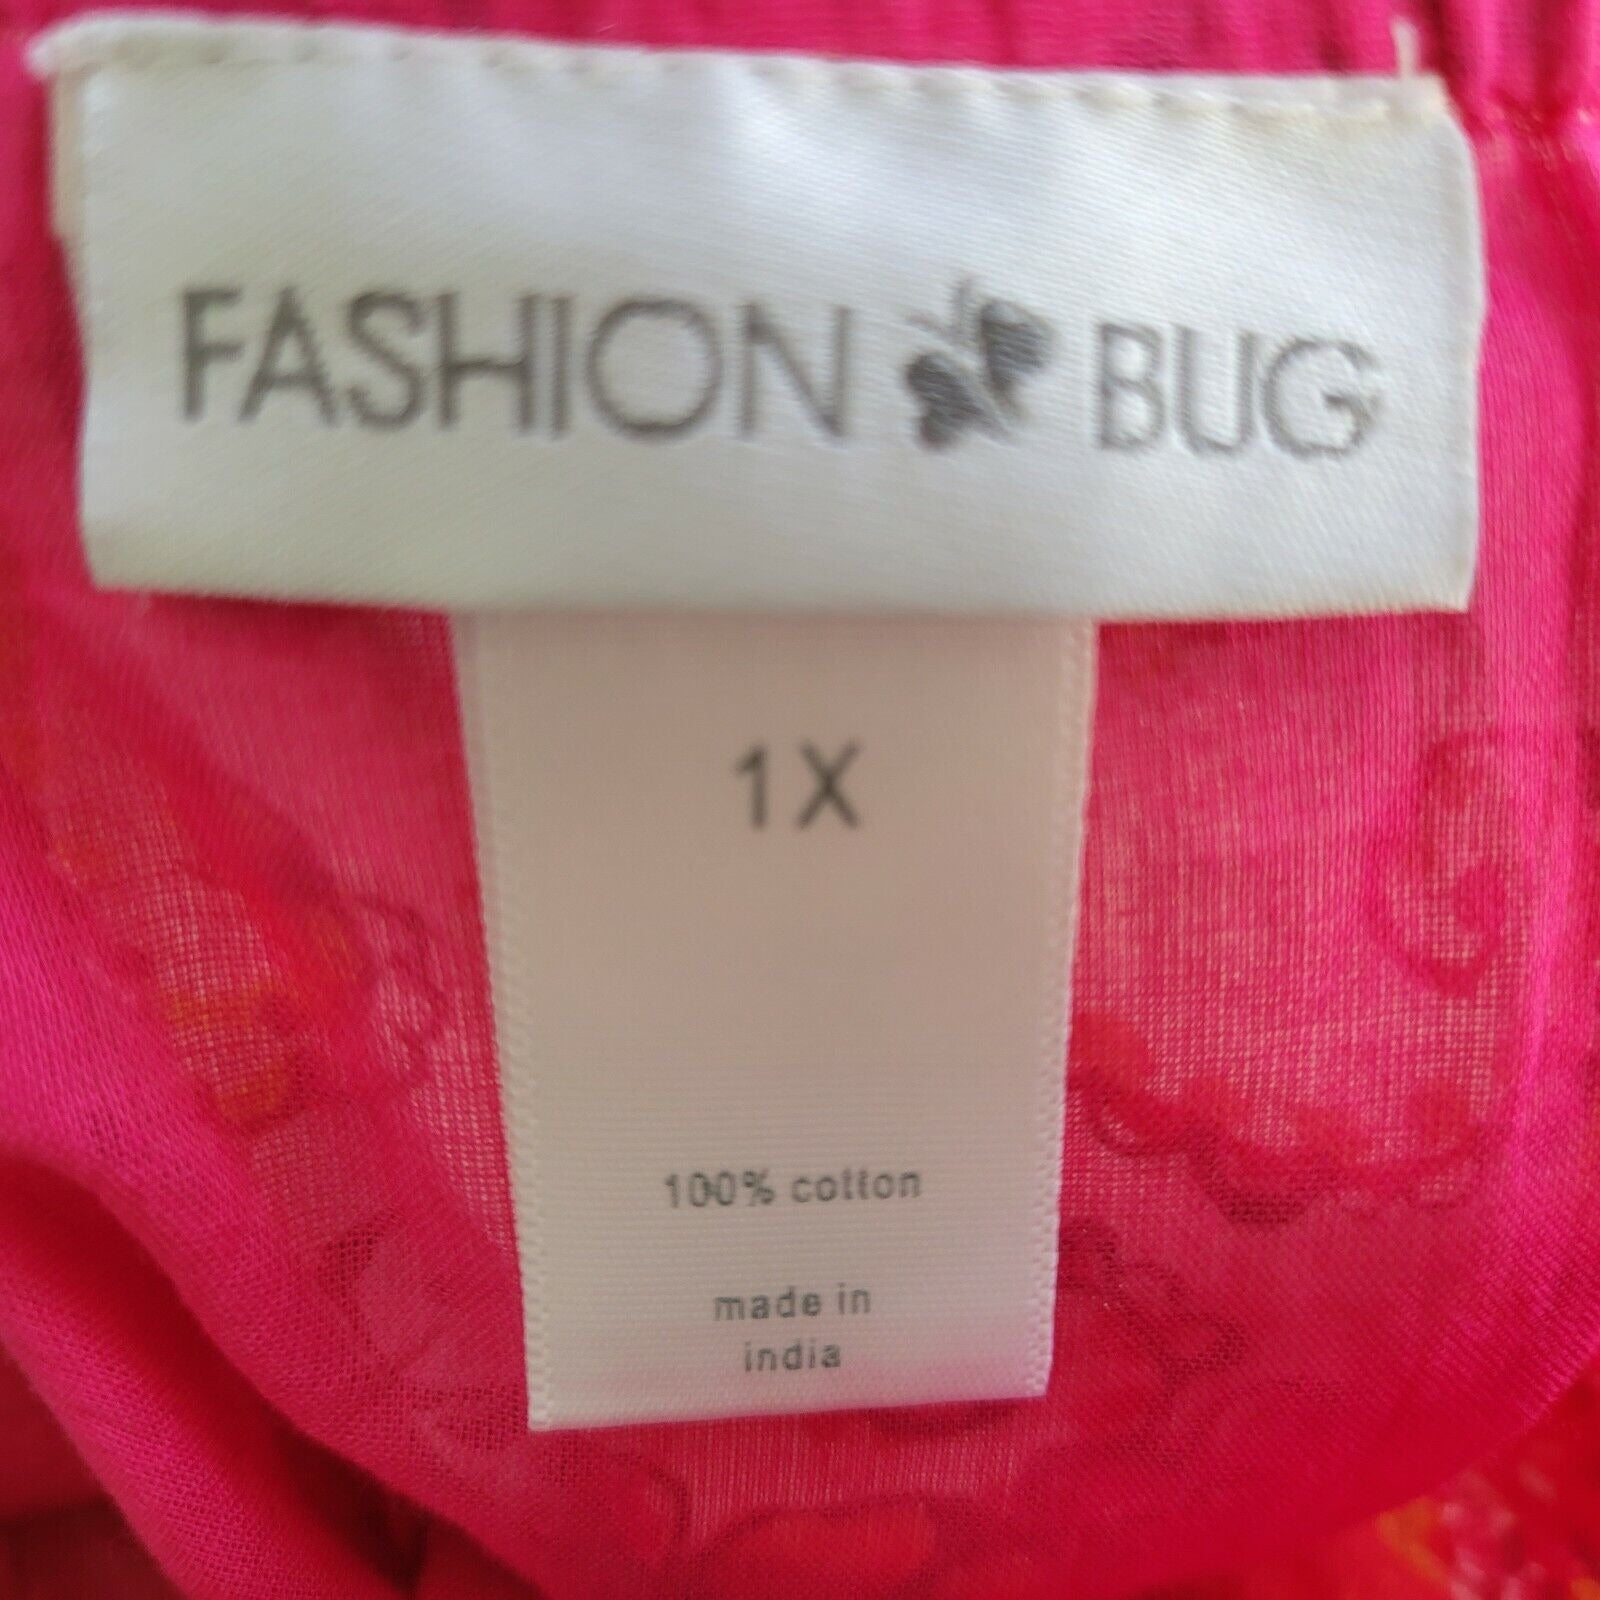 FASHION BUG
1X
100% cotton
made in
india